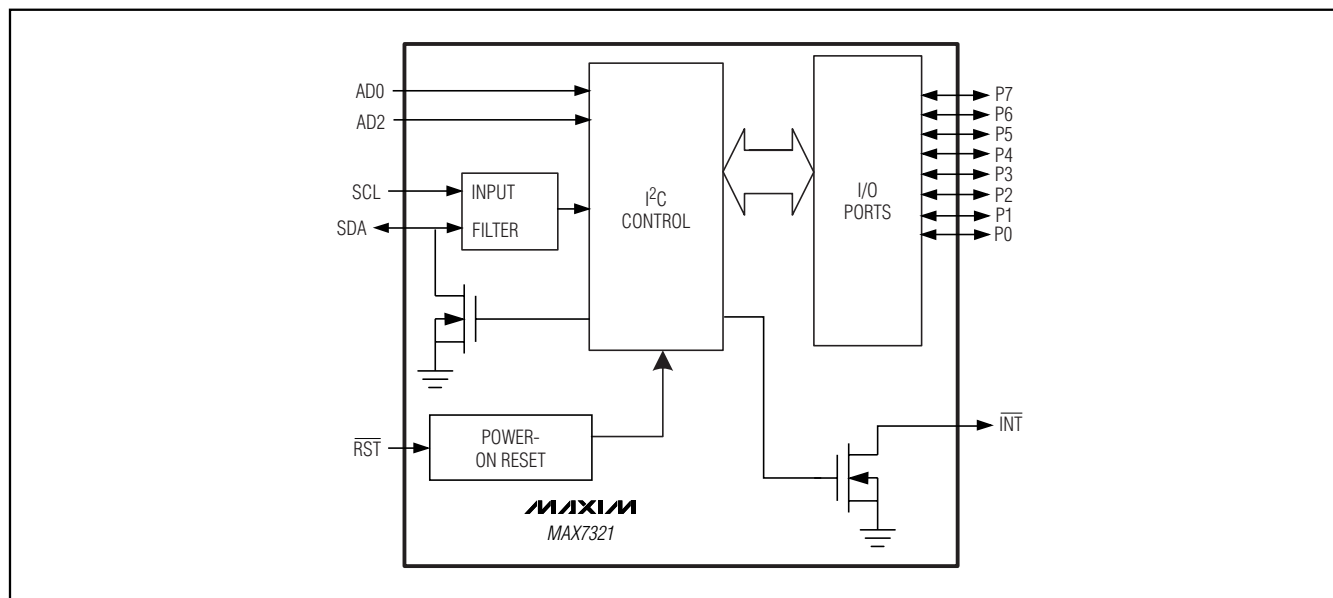 AD0
AD2
SCL
SDA
INPUT
FILTER
I²C
CONTROL
I/O
PORTS
P7
P6
P5
P4
P3
P2
P1
P0
RST
POWER-
ON RESET
INT
MAXIM
MAX7321